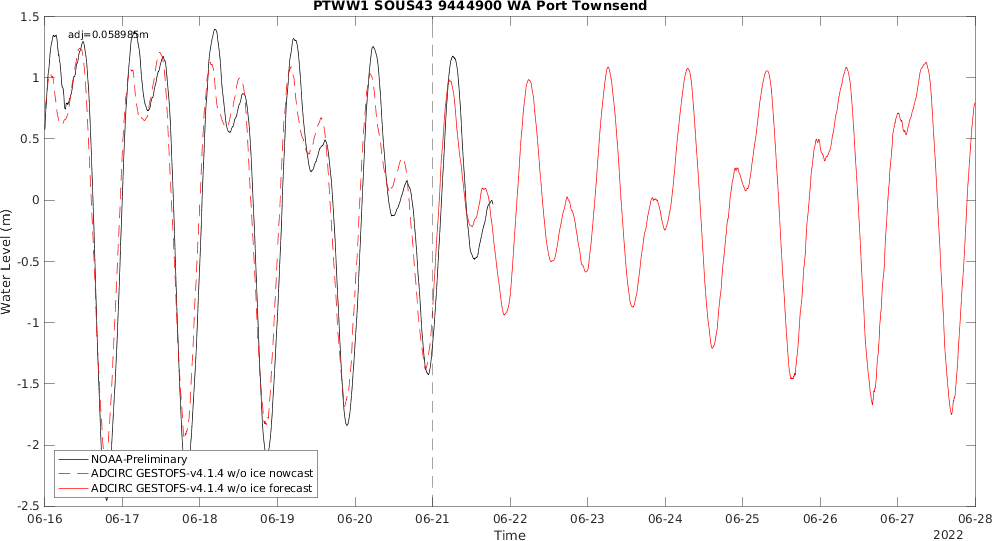 PTWW1 SOUS43 9444900 WA Port Townsend
adj=0.058985m
1.5
1
0.5
0
-0.5
-1
-1.5
-2
-2.5
Water Level (m)
NOAA-Preliminary
ADCIRC GESTOFS-v4.1.4 w/o ice nowcast
ADCIRC GESTOFS-v4.1.4 w/o ice forecast
06-16 06-17 06-18 06-19 06-20 06-21 06-22 06-23 06-24 06-25 06-26 06-27 06-28
Time
2022